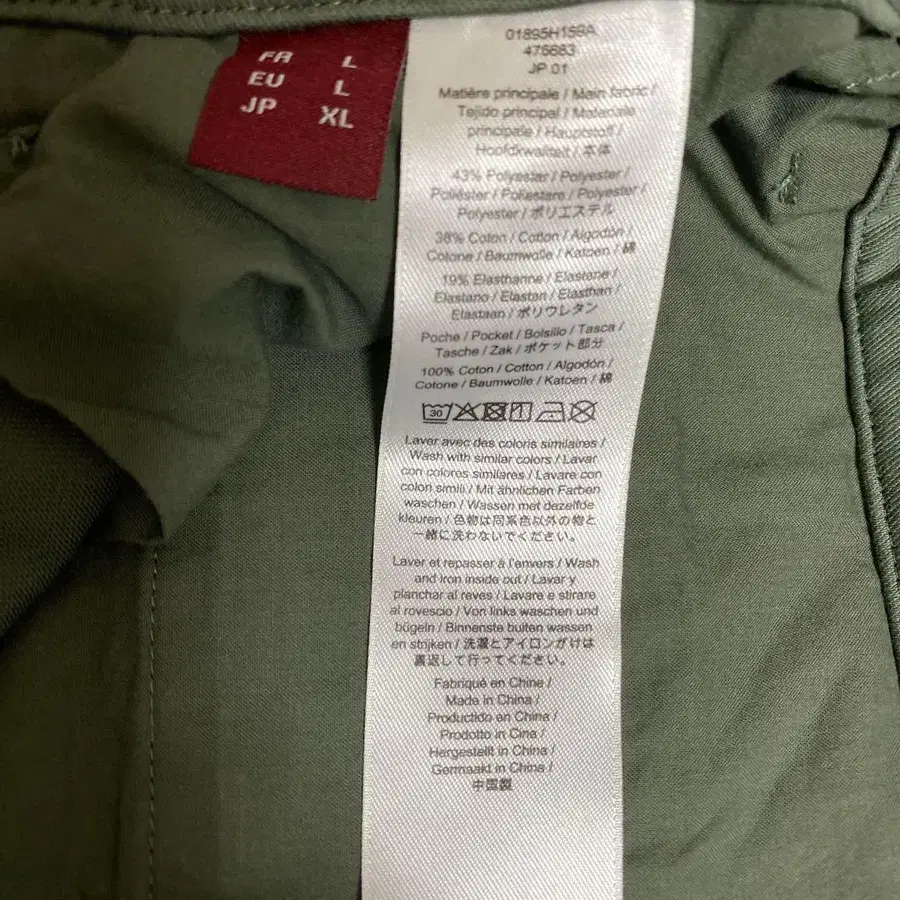 FR L
EU L
JP XL
01895H159A
476683
JP 01
Matière principale / Main fabric /
Tejido principal / Materiale
principale / Hauptstoff /
Hoofdkwaliteit / 本体
43% Polyester / Polyester /
Poliéster / Poliestere / Polyester /
Polyester / ポリエステル
38% Coton / Cotton / Algodón /
Cotone / Baumwolle / Katoen / 綿
19% Elasthanne / Elastane /
Elastano / Elastan / Elasthan /
Elastaan / ポリウレタン
Poche / Pocket / Bolsillo / Tasca /
Tasche / Zak / ポケット部分
100% Coton / Cotton / Algodón /
Cotone / Baumwolle / Katoen / 綿
30
Laver avec des coloris similaires /
Wash with similar colors / Lavar
con colores similares / Lavare con
colori simili / Mit ähnlichen Farben
waschen / Wassen met dezelfde
kleuren / 色物は同系色以外の物と
一緒に洗わないでください。
Laver et repasser à l'envers / Wash
and iron inside out / Lavar y
planchar al reves / Lavare e stirare
al rovescio / Von links waschen und
bügeln / Binnenste buiten wassen
en strijken / 洗濯とアイロンがけは
裏返して行ってください。
Fabriqué en Chine /
Made in China /
Productido en China /
Prodotto in Cina /
Hergestellt in China /
Germaakt in China /
中国製